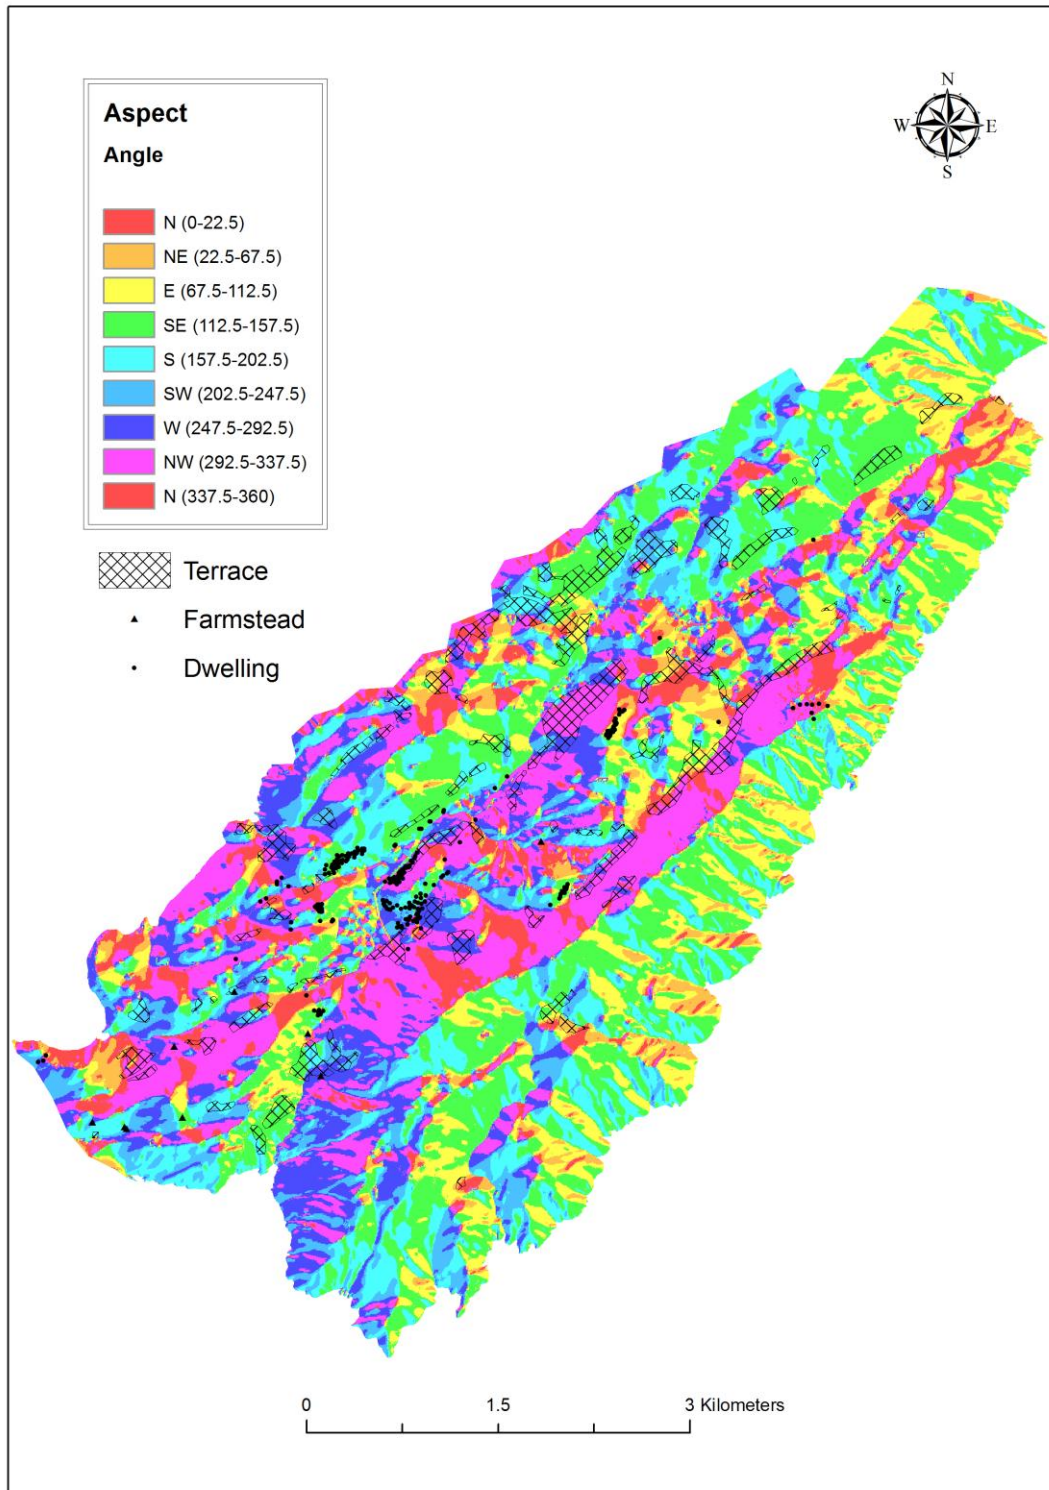 Aspect
Angle
N (0-22.5)
NE (22.5-67.5)
E (67.5-112.5)
SE (112.5-157.5)
S (157.5-202.5)
SW (202.5-247.5)
W (247.5-292.5)
NW (292.5-337.5)
N (337.5-360)
Terrace
Farmstead
Dwelling
N
W E
S
0 1.5 3 Kilometers